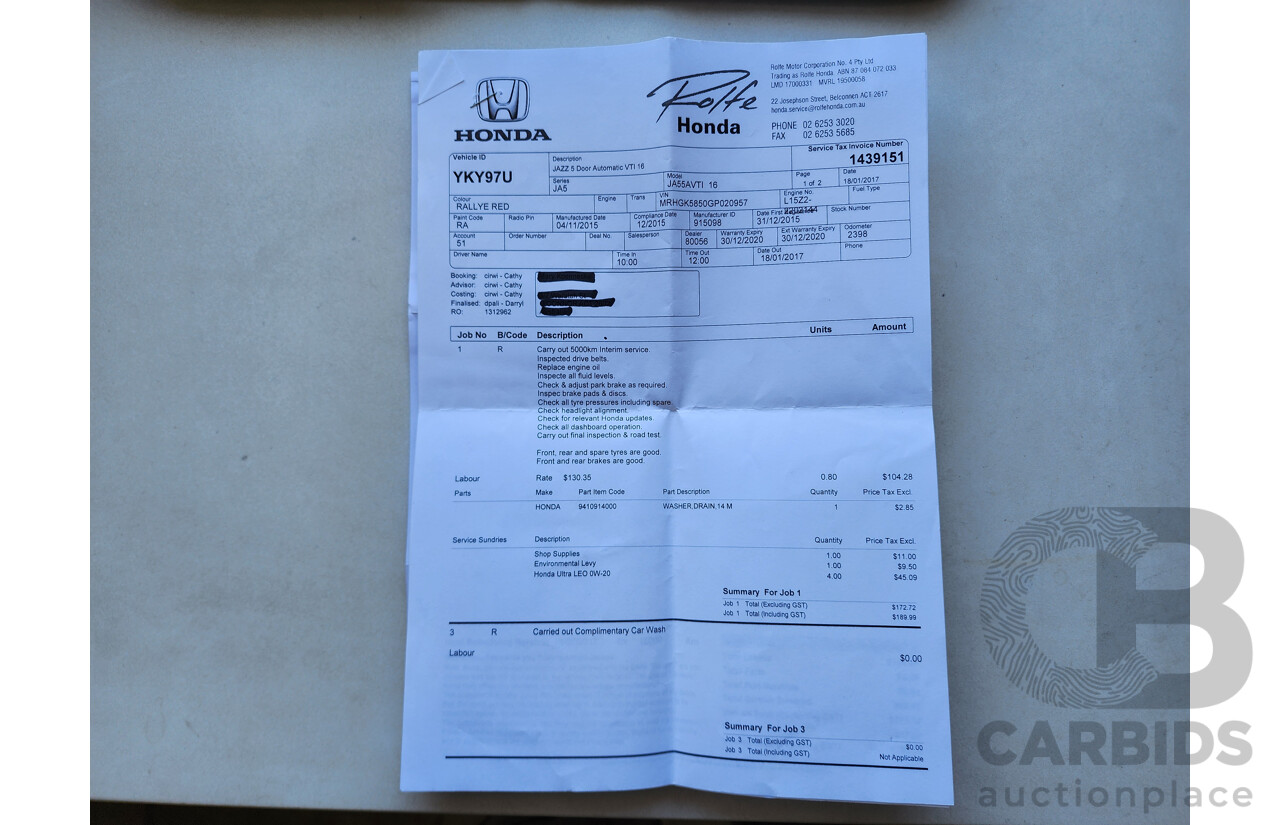 HONDA
Rolfe
Honda
Rolfe Motor Corporation No. 4 Pty Ltd
Trading as Rolfe Honda ABN 87 084 072 033
LMD 17000331 MVRL 19500058
22 Josephson Street, Belconnen ACT 2617
honda.service@rolfehonda.com.au
PHONE 02 6253 3020
FAX 02 6253 5685
Service Tax Invoice Number
1439151
Vehicle ID
YKY97U
Description
JAZZ 5 Door Automatic VTI 16
Series
JA5
Model
JA55AVTI 16
Page
1 of 2
Date
18/01/2017
Colour
RALLYE RED
Engine
Trans
VIN
MRHGK5850GP020957
Engine No.
L15Z2-
Fuel Type
Paint Code
RA
Radio Pin
Manufactured Date
04/11/2015
Compliance Date
12/2015
Manufacturer ID
915098
Date First
31/12/2015
Stock Number
Account
51
Order Number
Deal No.
Salesperson
Dealer
80056
Warranty Expiry
30/12/2020
Ext Warranty Expiry
30/12/2020
Odometer
2398
Driver Name
Time In
10:00
Time Out
12:00
Date Out
18/01/2017
Phone
Booking: cirwi - Cathy
Advisor: cirwi - Cathy
Costing: cirwi - Cathy
Finalised: dpali - Darryl
RO: 1312962
Job No B/Code Description Units Amount
1 R Carry out 5000km Interim service.
Inspected drive belts.
Replace engine oil
Inspecte all fluid levels.
Check & adjust park brake as required.
Inspec brake pads & discs.
Check all tyre pressures including spare.
Check headlight alignment.
Check for relevant Honda updates.
Check all dashboard operation.
Carry out final inspection & road test.
Front, rear and spare tyres are good.
Front and rear brakes are good.
Labour Rate $130.35 0.80 $104.28
Parts Make Part Item Code Part Description Quantity Price Tax Excl.
HONDA 9410914000 WASHER,DRAIN,14 M 1 $2.85
Service Sundries Description Quantity Price Tax Excl.
Shop Supplies 1.00 $11.00
Environmental Levy 1.00 $9.50
Honda Ultra LEO 0W-20 4.00 $45.09
Summary For Job 1
Job 1 Total (Excluding GST) $172.72
Job 1 Total (Including GST) $189.99
3 R Carried out Complimentary Car Wash
Labour $0.00
Summary For Job 3
Job 3 Total (Excluding GST) $0.00
Job 3 Total (Including GST) Not Applicable
CB
CARBIDS
auctionplace